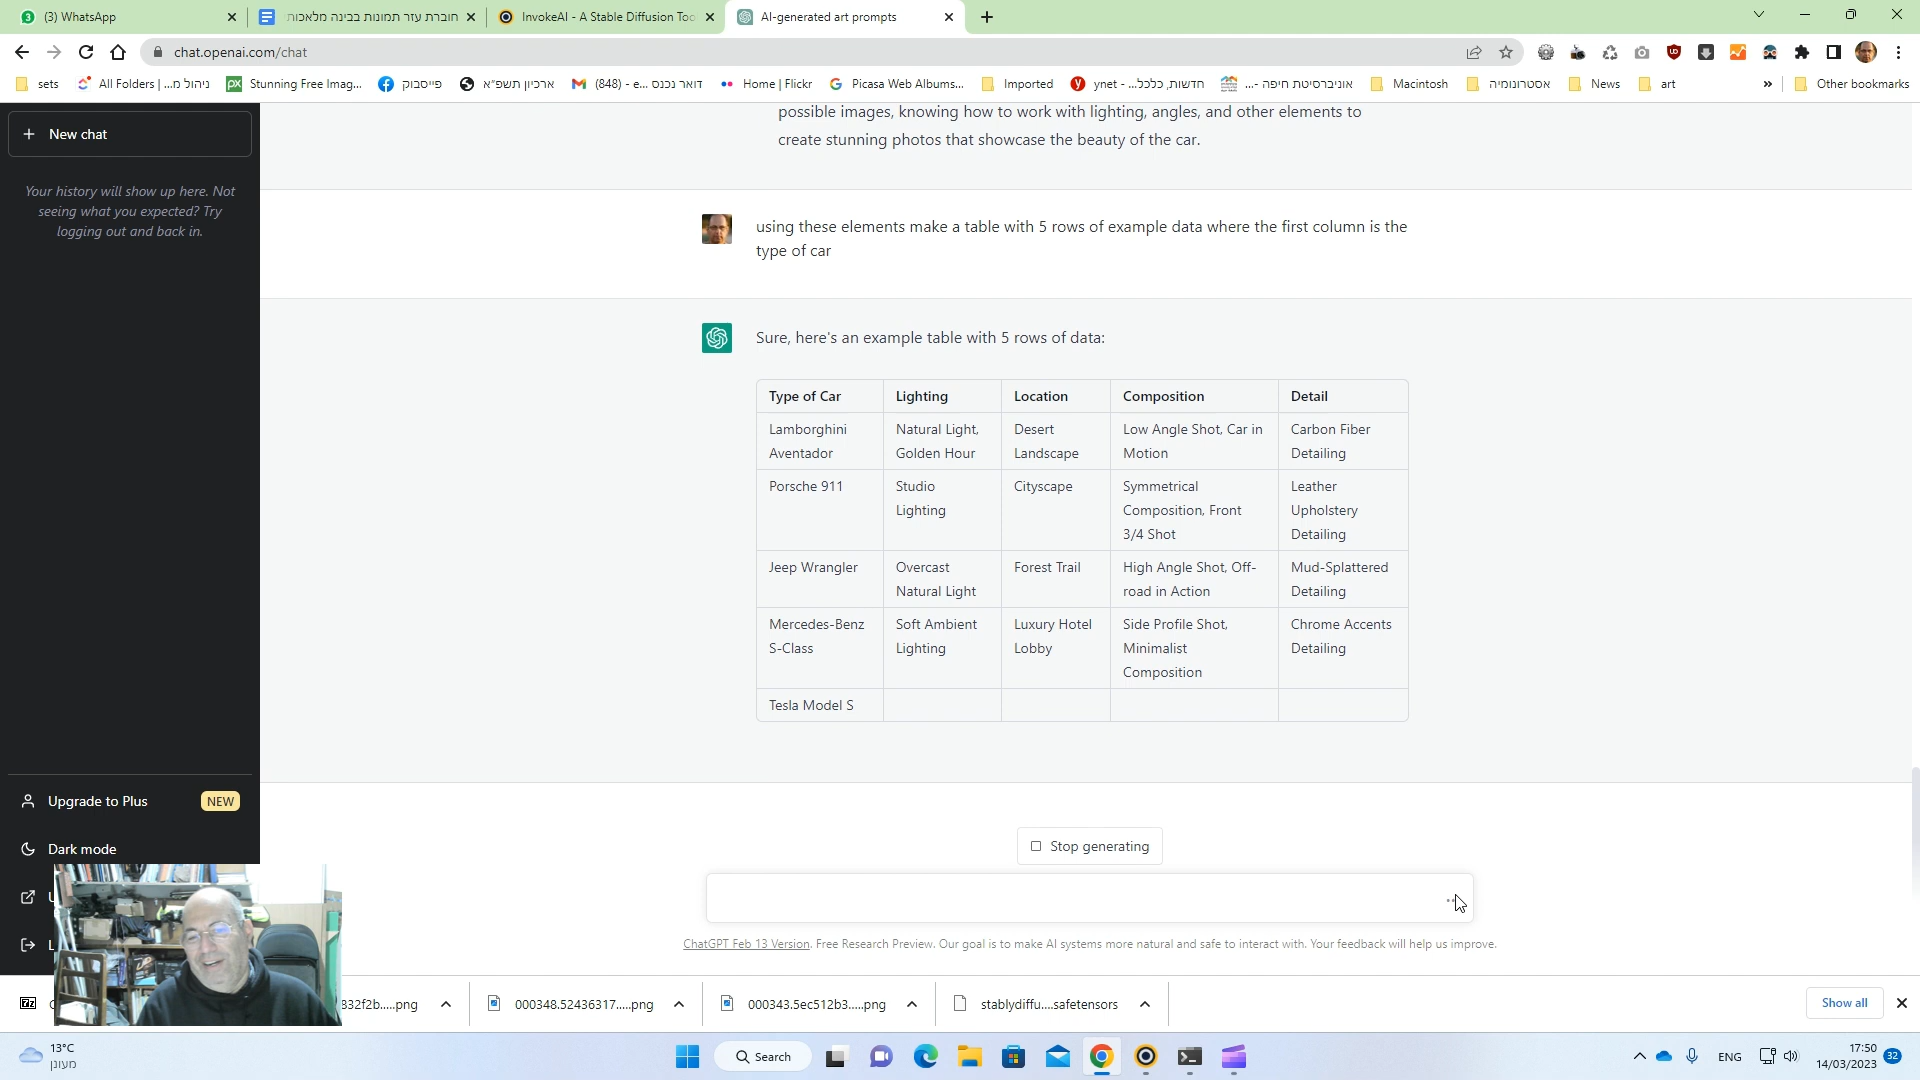 (3) WhatsApp
חוברת עזר תמונות בבינה מלאכותי
InvokeAI - A Stable Diffusion Too
AI-generated art prompts
chat.openai.com/chat
sets
All Folders | ...ניהול מ
Stunning Free Imag...
פייסבוק
ארכיון תשפ״א
דואר נכנס (848) - e...
Home | Flickr
Picasa Web Albums...
Imported
ynet - ...חדשות, כלכל
אוניברסיטת חיפה -...
Macintosh
אסטרונומיה
News
art
»
Other bookmarks
New chat
Your history will show up here. Not
seeing what you expected? Try
logging out and back in.
possible images, knowing how to work with lighting, angles, and other elements to
create stunning photos that showcase the beauty of the car.
using these elements make a table with 5 rows of example data where the first column is the
type of car
Sure, here's an example table with 5 rows of data:
Type of Car Lighting Location Composition Detail
Lamborghini Natural Light, Desert Low Angle Shot, Car in Carbon Fiber
Aventador Golden Hour Landscape Motion Detailing
Porsche 911 Studio Cityscape Symmetrical Leather
Lighting Composition, Front Upholstery
3/4 Shot Detailing
Jeep Wrangler Overcast Forest Trail High Angle Shot, Off- Mud-Splattered
Natural Light road in Action Detailing
Mercedes-Benz Soft Ambient Luxury Hotel Side Profile Shot, Chrome Accents
S-Class Lighting Lobby Minimalist Detailing
Composition
Tesla Model S
Upgrade to Plus NEW
Dark mode
Stop generating
ChatGPT Feb 13 Version. Free Research Preview. Our goal is to make AI systems more natural and safe to interact with. Your feedback will help us improve.
832f2b....png
000348.52436317.....png
000343.5ec512b3.....png
stablydiffu....safetensors
Show all
13°C
מעונן
Search
ENG
17:50
14/03/2023
32